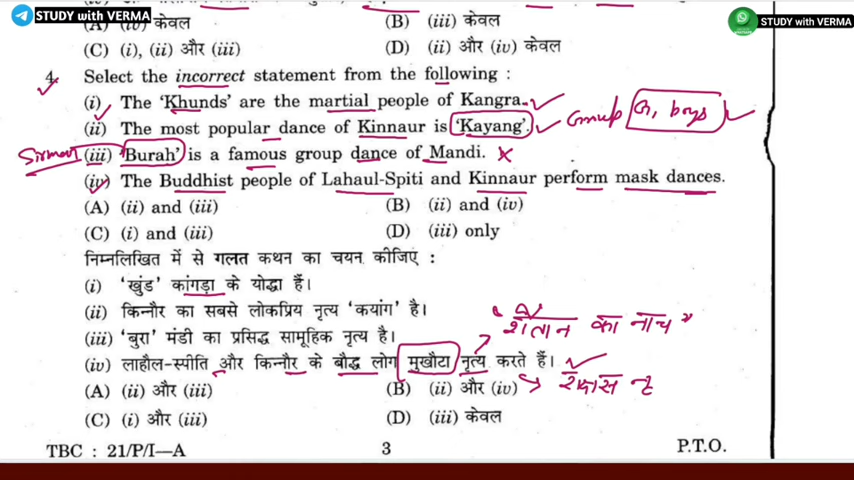 STUDY with VERMA
STUDY with VERMA
(A) (iv) केवल
(B) (iii) केवल
(C) (i), (ii) और (iii)
(D) (ii) और (iv) केवल
4. Select the incorrect statement from the following :
(i) The ‘Khunds’ are the martial people of Kangra.
(ii) The most popular dance of Kinnaur is ‘Kayang’.
Group G, boys
Sirmour
(iii) ‘Burah’ is a famous group dance of Mandi.
(iv) The Buddhist people of Lahaul-Spiti and Kinnaur perform mask dances.
(A) (ii) and (iii)
(B) (ii) and (iv)
(C) (i) and (iii)
(D) (iii) only
निम्नलिखित में से गलत कथन का चयन कीजिए :
(i) ‘खुंड’ कांगड़ा के योद्धा हैं।
(ii) किन्नौर का सबसे लोकप्रिय नृत्य ‘कयांग’ है।
“शैतान का नाच”
(iii) ‘बुरा’ मंडी का प्रसिद्ध सामूहिक नृत्य है।
(iv) लाहौल-स्पीति और किन्नौर के बौद्ध लोग मुखौटा नृत्य करते हैं।
(A) (ii) और (iii)
(B) (ii) और (iv)
(C) (i) और (iii)
(D) (iii) केवल
TBC : 21/P/I—A
3
P.T.O.